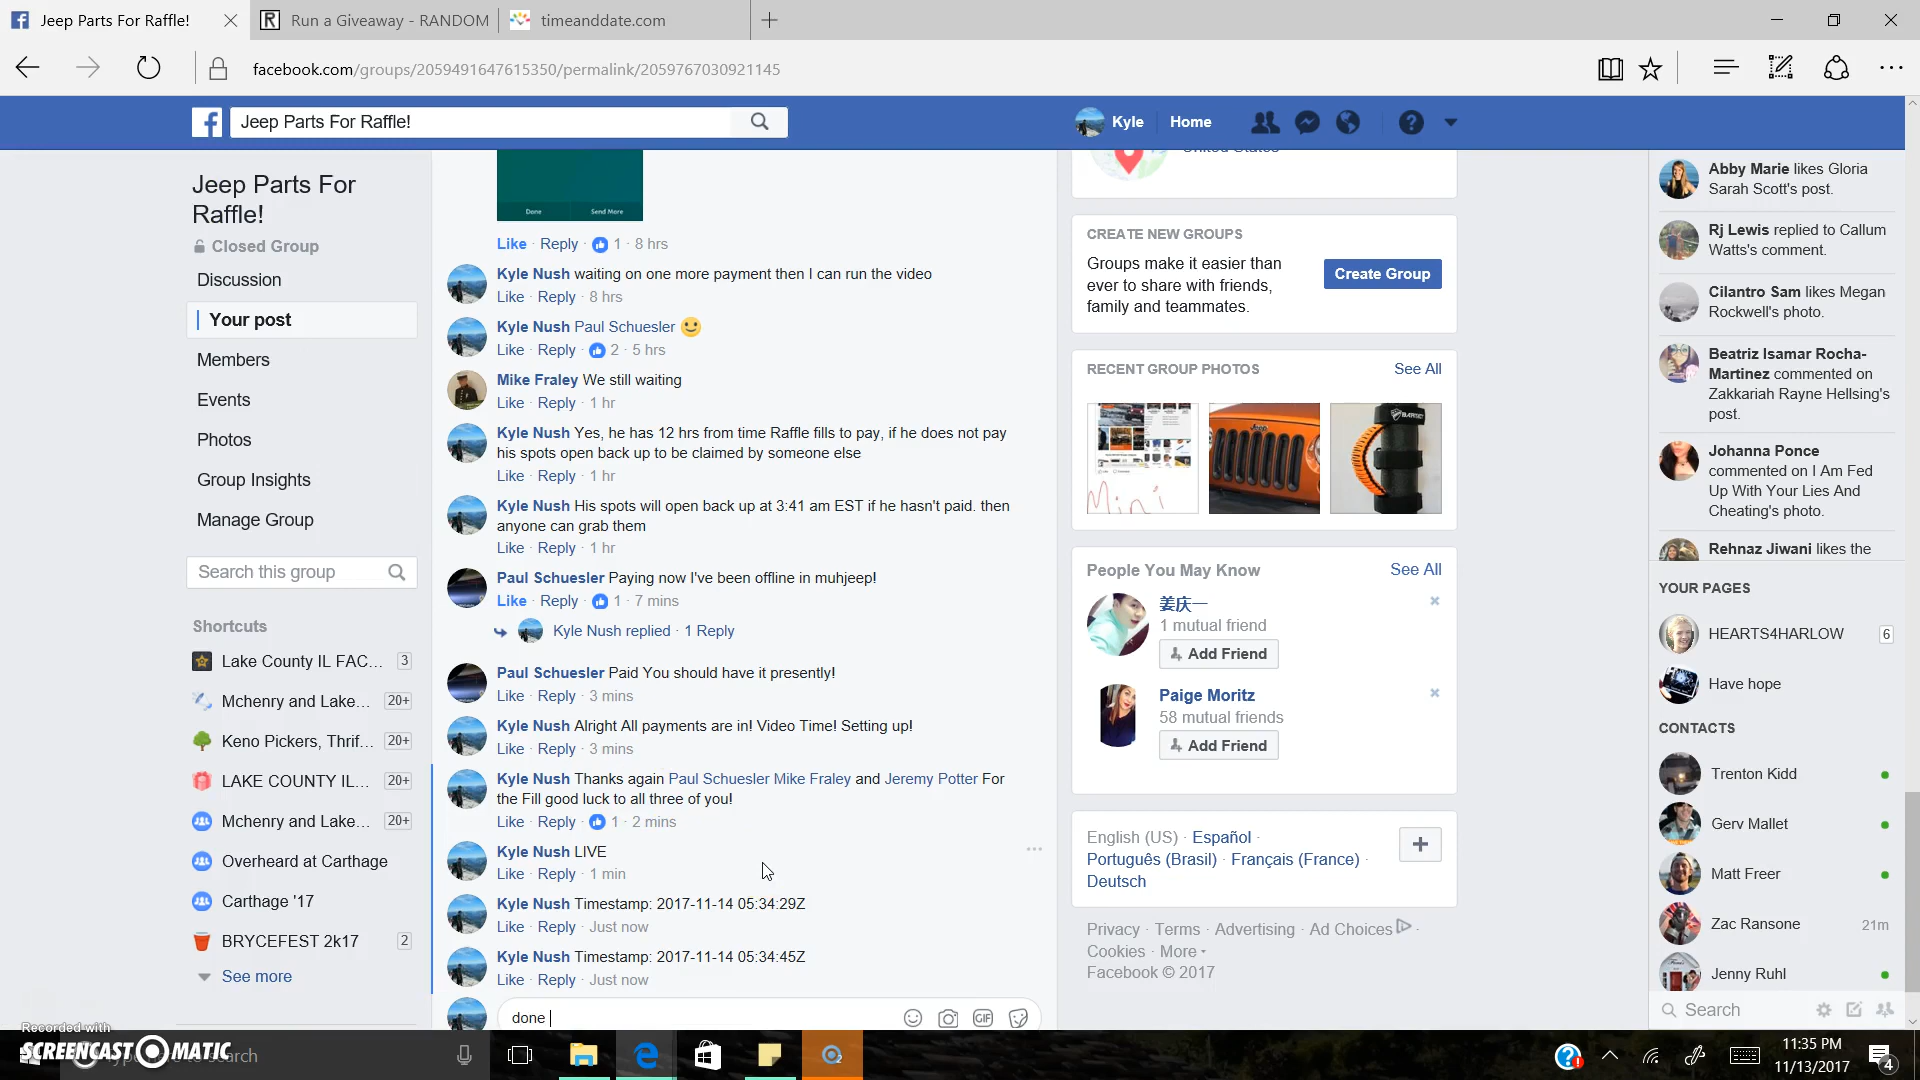 Jeep Parts For Raffle!
Run a Giveaway - RANDOM
timeanddate.com
facebook.com/groups/2059491647615350/permalink/2059767030921145
Jeep Parts For Raffle!
Kyle
Home
Jeep Parts For
Raffle!
Closed Group
Discussion
Your post
Members
Events
Photos
Group Insights
Manage Group
Search this group
Shortcuts
Lake County IL FAC... 3
Mchenry and Lake... 20+
Keno Pickers, Thrif... 20+
LAKE COUNTY IL... 20+
Mchenry and Lake... 20+
Overheard at Carthage
Carthage '17
BRYCEFEST 2k17 2
See more
Done Send More
Like · Reply · 1 · 8 hrs
Kyle Nush waiting on one more payment then I can run the video
Like · Reply · 8 hrs
Kyle Nush Paul Schuesler 🙂
Like · Reply · 2 · 5 hrs
Mike Fraley We still waiting
Like · Reply · 1 hr
Kyle Nush Yes, he has 12 hrs from time Raffle fills to pay, if he does not pay
his spots open back up to be claimed by someone else
Like · Reply · 1 hr
Kyle Nush His spots will open back up at 3:41 am EST if he hasn't paid. then
anyone can grab them
Like · Reply · 1 hr
Paul Schuesler Paying now I've been offline in muhjeep!
Like · Reply · 1 · 7 mins
Kyle Nush replied · 1 Reply
Paul Schuesler Paid You should have it presently!
Like · Reply · 3 mins
Kyle Nush Alright All payments are in! Video Time! Setting up!
Like · Reply · 3 mins
Kyle Nush Thanks again Paul Schuesler Mike Fraley and Jeremy Potter For
the Fill good luck to all three of you!
Like · Reply · 1 · 2 mins
Kyle Nush LIVE
Like · Reply · 1 min
Kyle Nush Timestamp: 2017-11-14 05:34:29Z
Like · Reply · Just now
Kyle Nush Timestamp: 2017-11-14 05:34:45Z
Like · Reply · Just now
done
GIF
CREATE NEW GROUPS
Groups make it easier than
ever to share with friends,
family and teammates.
Create Group
RECENT GROUP PHOTOS
See All
Mini
Jeep
People You May Know
See All
姜庆一
1 mutual friend
Add Friend
Paige Moritz
58 mutual friends
Add Friend
English (US) · Español ·
Português (Brasil) · Français (France) ·
Deutsch
Privacy · Terms · Advertising · Ad Choices ·
Cookies · More
Facebook © 2017
Abby Marie likes Gloria
Sarah Scott's post.
Rj Lewis replied to Callum
Watts's comment.
Cilantro Sam likes Megan
Rockwell's photo.
Beatriz Isamar Rocha-
Martinez commented on
Zakkariah Rayne Hellsing's
post.
Johanna Ponce
commented on I Am Fed
Up With Your Lies And
Cheating's photo.
Rehnaz Jiwani likes the
YOUR PAGES
HEARTS4HARLOW 6
Have hope
CONTACTS
Trenton Kidd
Gerv Mallet
Matt Freer
Zac Ransone 21m
Jenny Ruhl
Search
Recorded with
SCREENCAST-O-MATIC
search
11:35 PM
11/13/2017
4